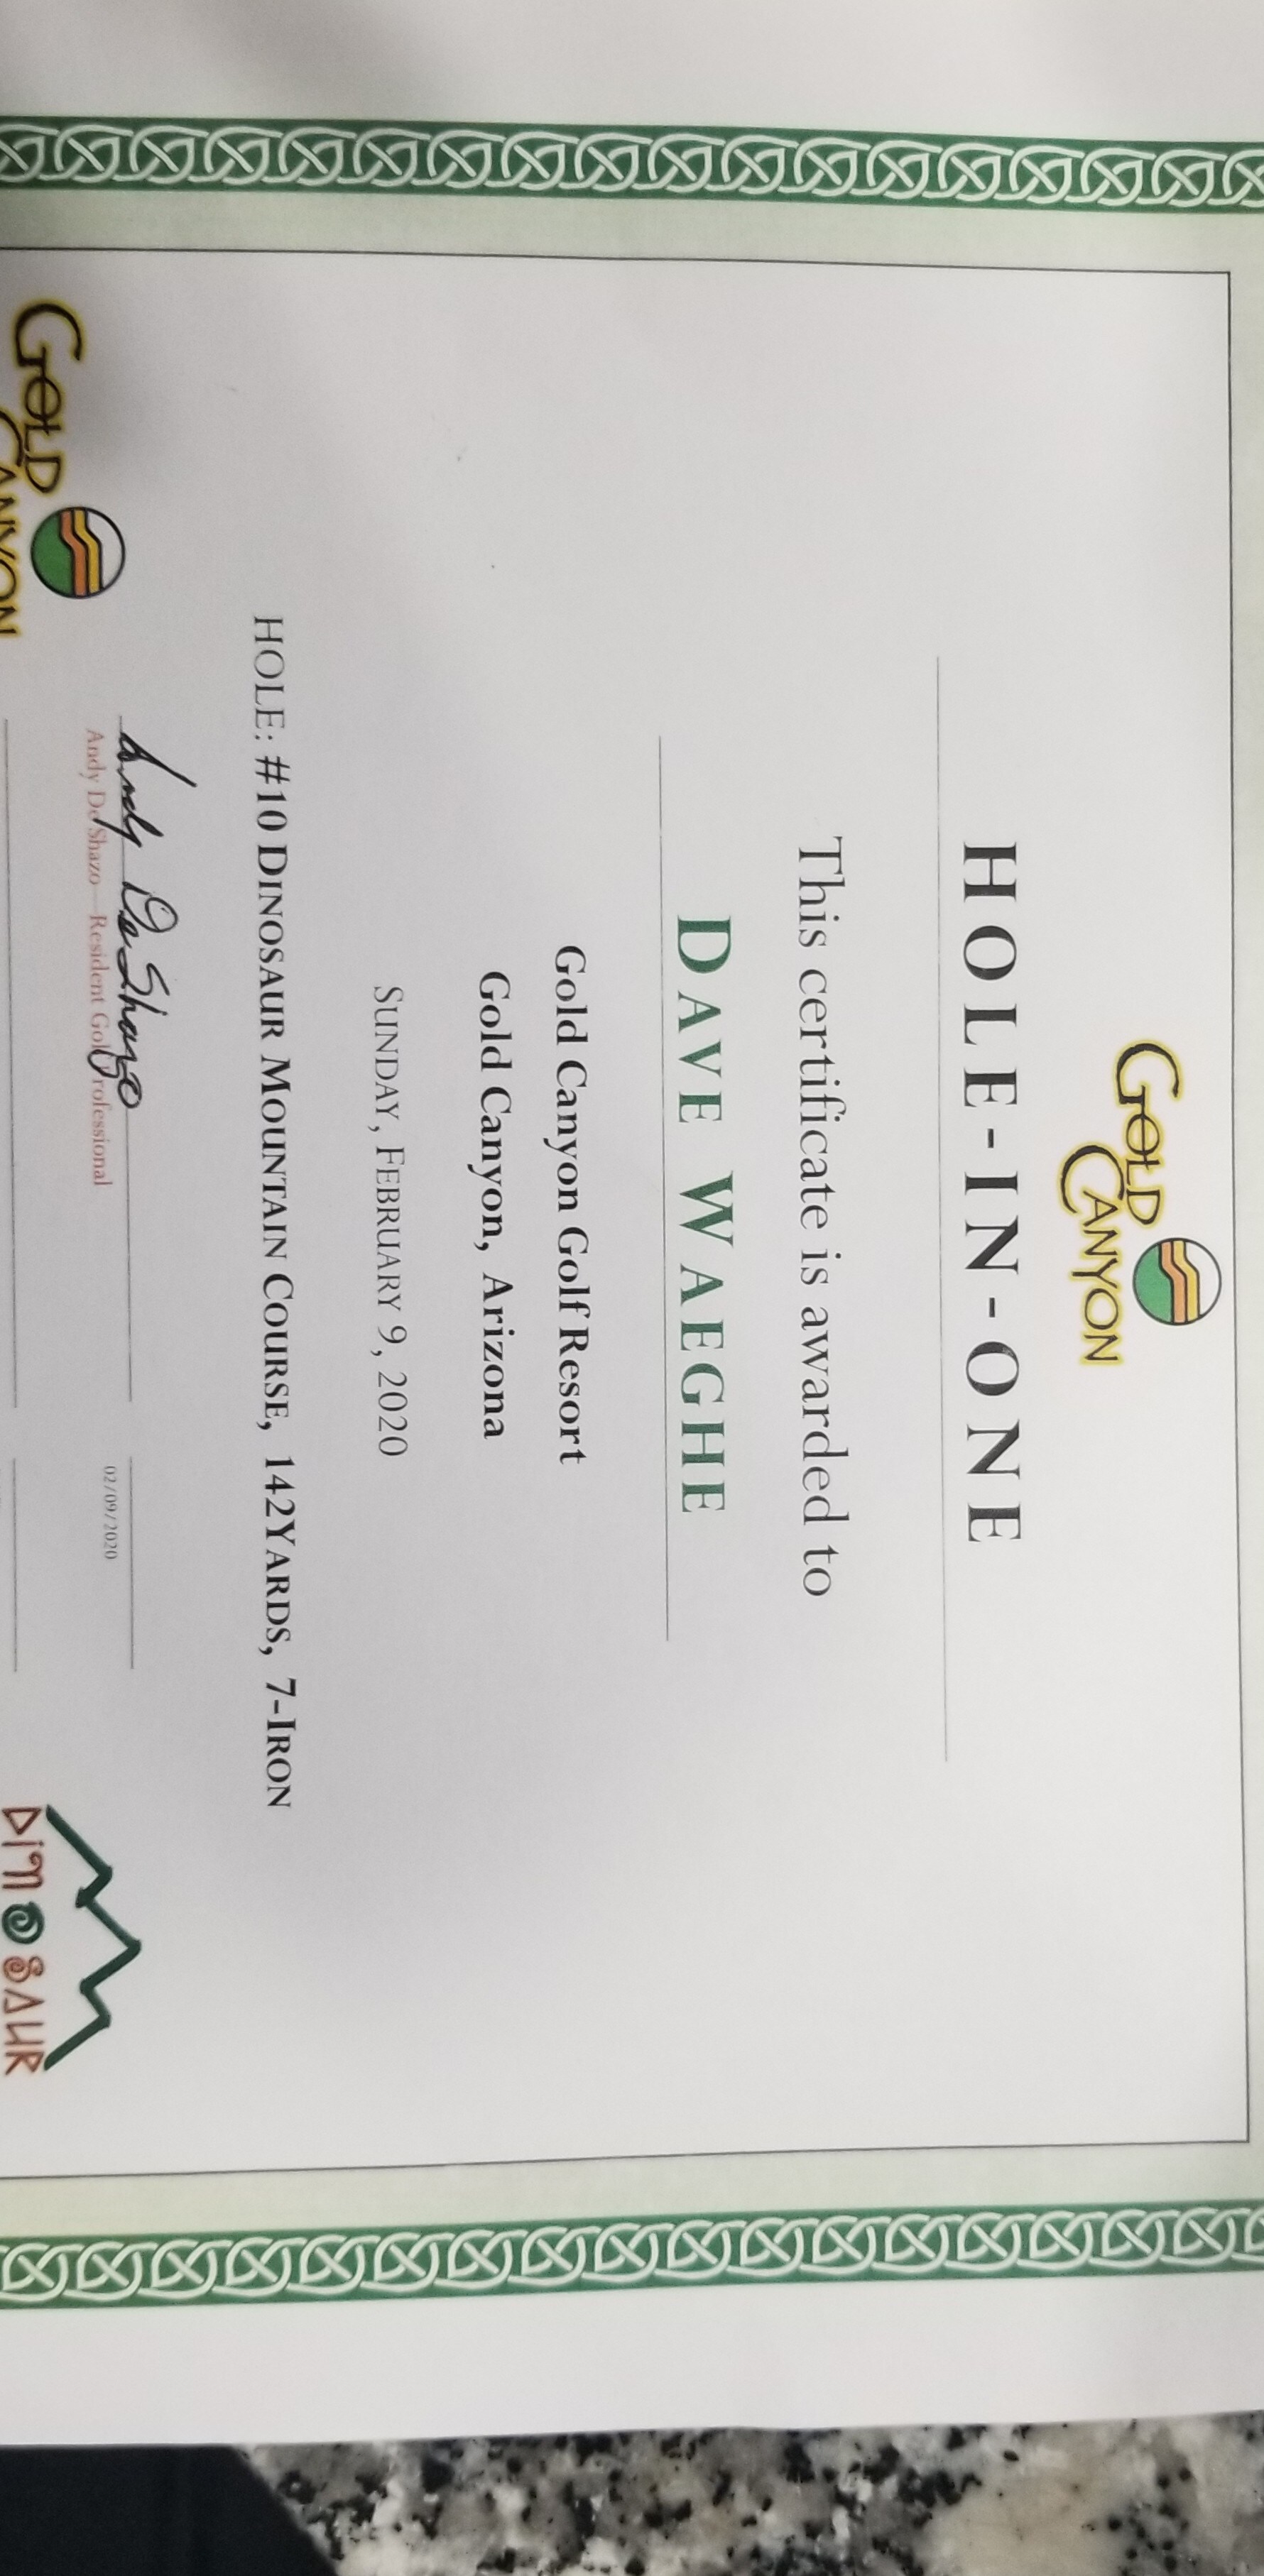 GOLD
CANYON
HOLE-IN-ONE
This certificate is awarded to
DAVE WAEGHE
Gold Canyon Golf Resort
Gold Canyon, Arizona
SUNDAY, FEBRUARY 9, 2020
HOLE: #10 DINOSAUR MOUNTAIN COURSE, 142YARDS, 7-IRON
GOLD
CANYON
Andy DeShazo
Andy DeShazo—Resident Golf Professional
02/09/2020
DINOSAUR